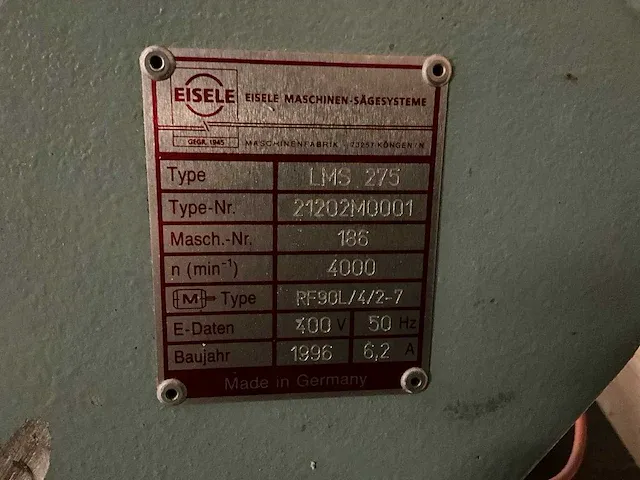 EISELE EISELE MASCHINEN-SÄGESYSTEME
GEGR. 1945 MASCHINENFABRIK 73257 KÖNGEN/N
Type LMS 275
Type-Nr. 21202M0001
Masch.-Nr. 186
n (min⁻¹) 4000
M Type RF90L/4/2-7
E-Daten 400 V 50 Hz
Baujahr 1996 6,2 A
Made in Germany